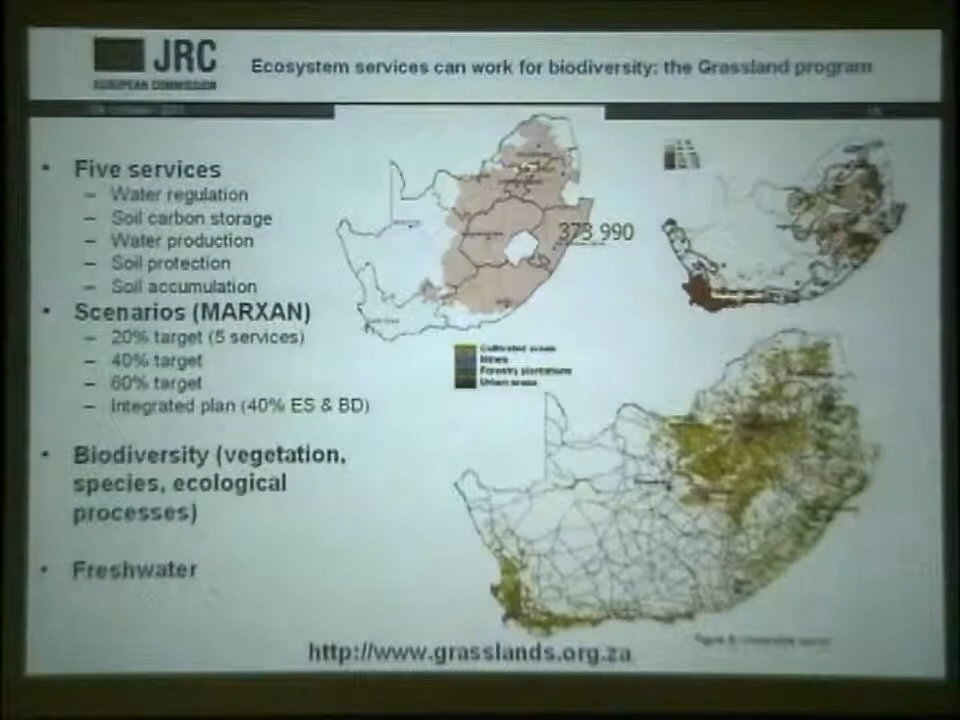 JRC
EUROPEAN COMMISSION
Ecosystem services can work for biodiversity: the Grassland program
• Five services
– Water regulation
– Soil carbon storage
– Water production
– Soil protection
– Soil accumulation
• Scenarios (MARXAN)
– 20% target (5 services)
– 40% target
– 60% target
– Integrated plan (40% ES & BD)
• Biodiversity (vegetation,
species, ecological
processes)
• Freshwater
373 990
Cultivated areas
Mines
Forestry plantations
Urban areas
http://www.grasslands.org.za